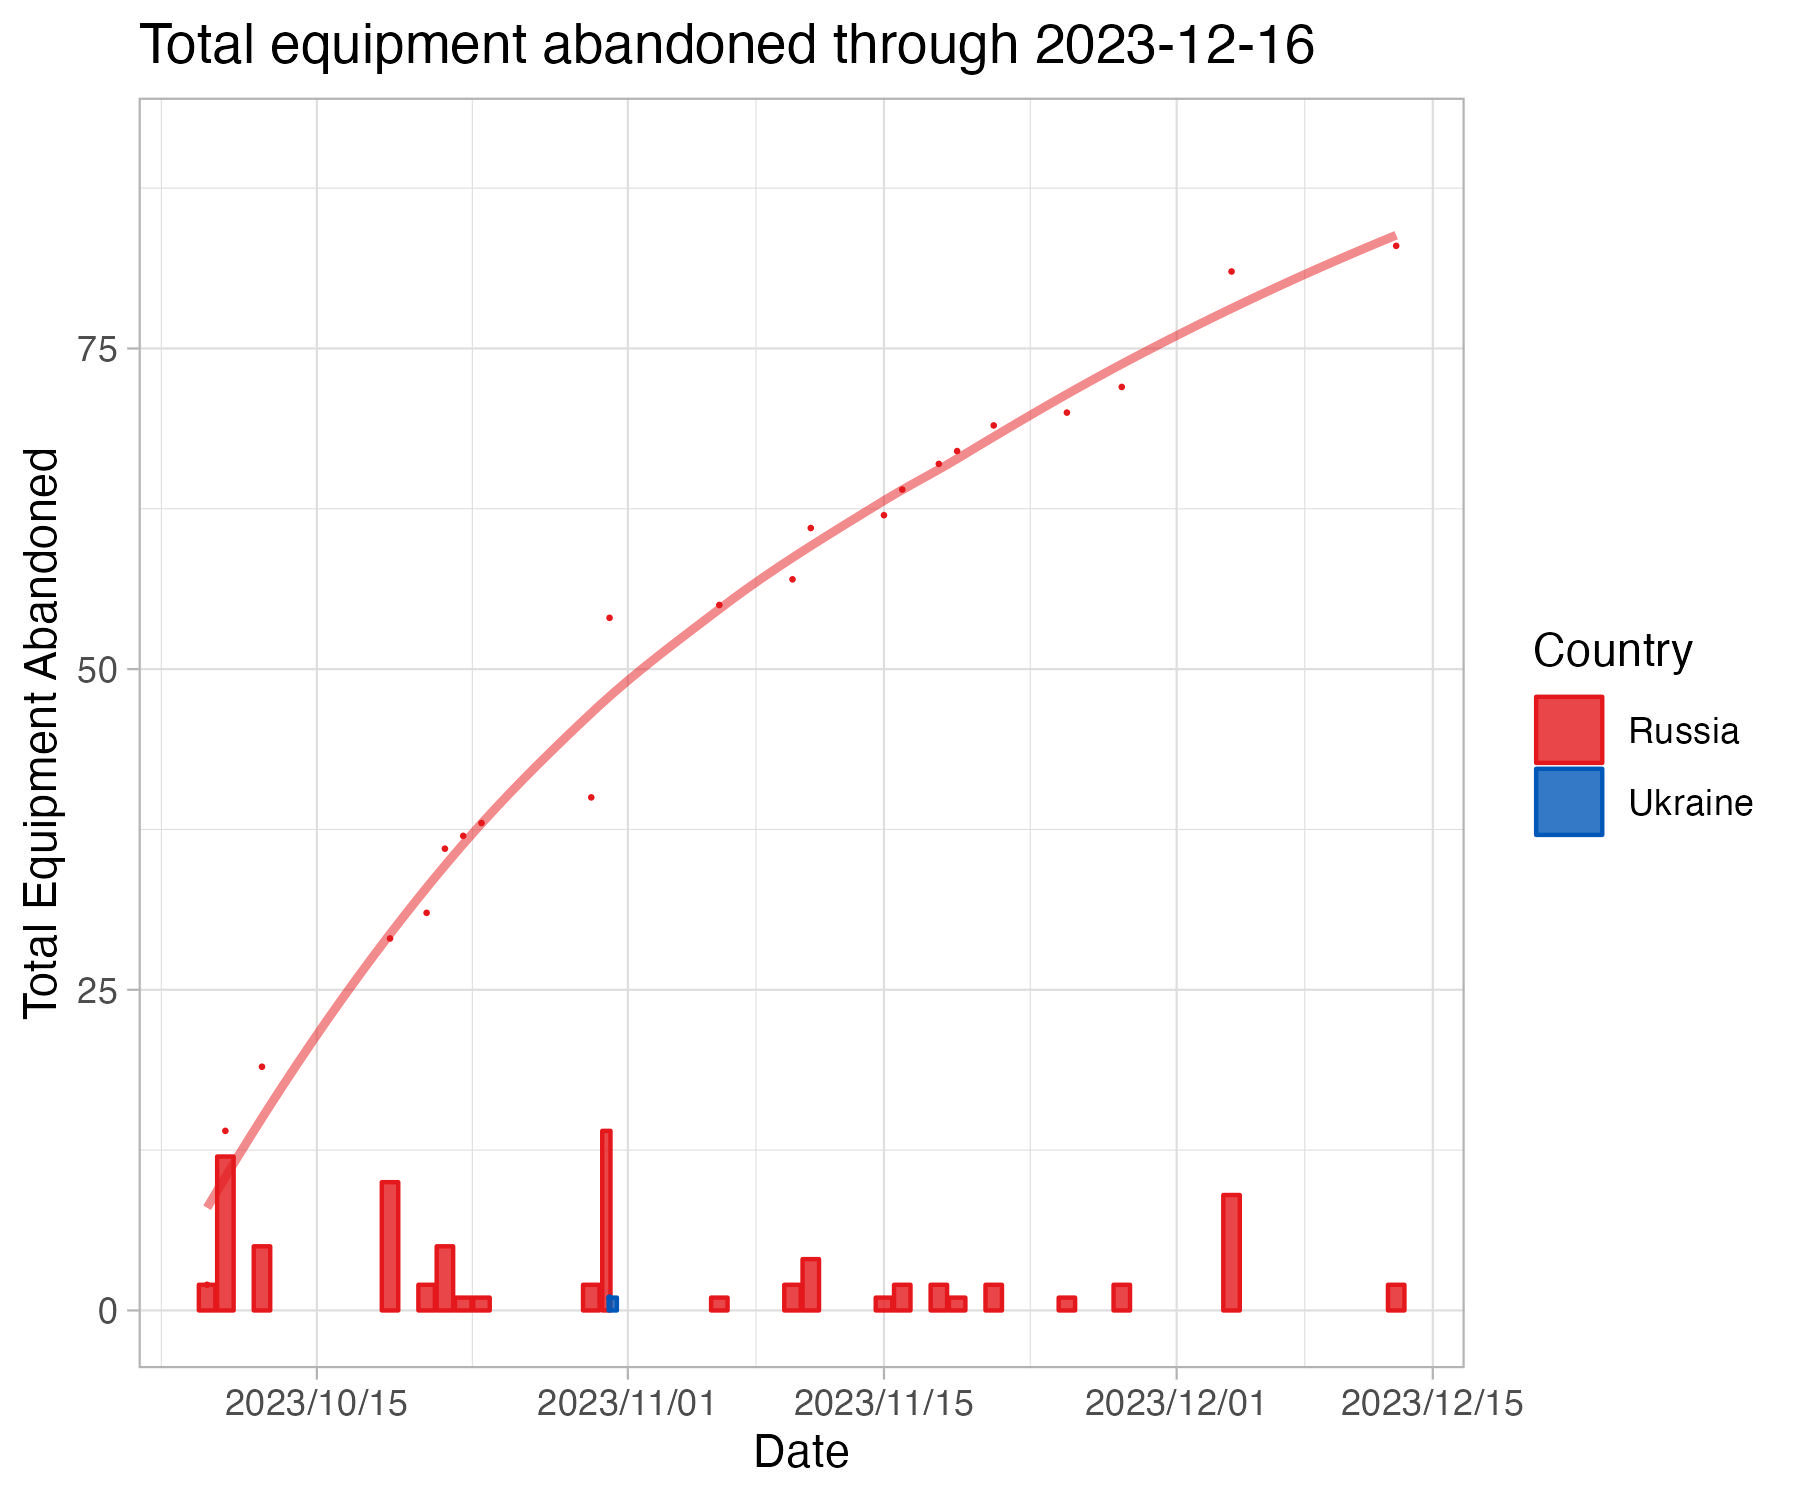 Total equipment abandoned through 2023-12-16
Total Equipment Abandoned
75
50
25
0
2023/10/15
2023/11/01
2023/11/15
2023/12/01
2023/12/15
Date
Country
Russia
Ukraine